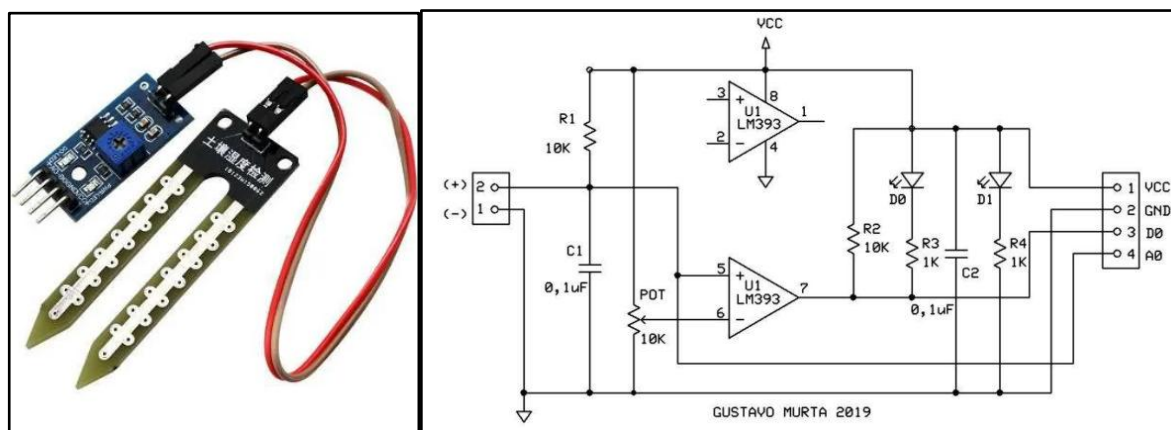 土壤湿度检测
VCC
R1
10K
3
+
8
U1
LM393
1
2
-
4
(+)
2
(-)
1
D0
D1
R2
10K
R3
1K
C2
R4
1K
0,1uF
1
VCC
2
GND
3
D0
4
A0
C1
0,1uF
POT
10K
5
+
U1
LM393
7
6
-
GUSTAVO MURTA 2019